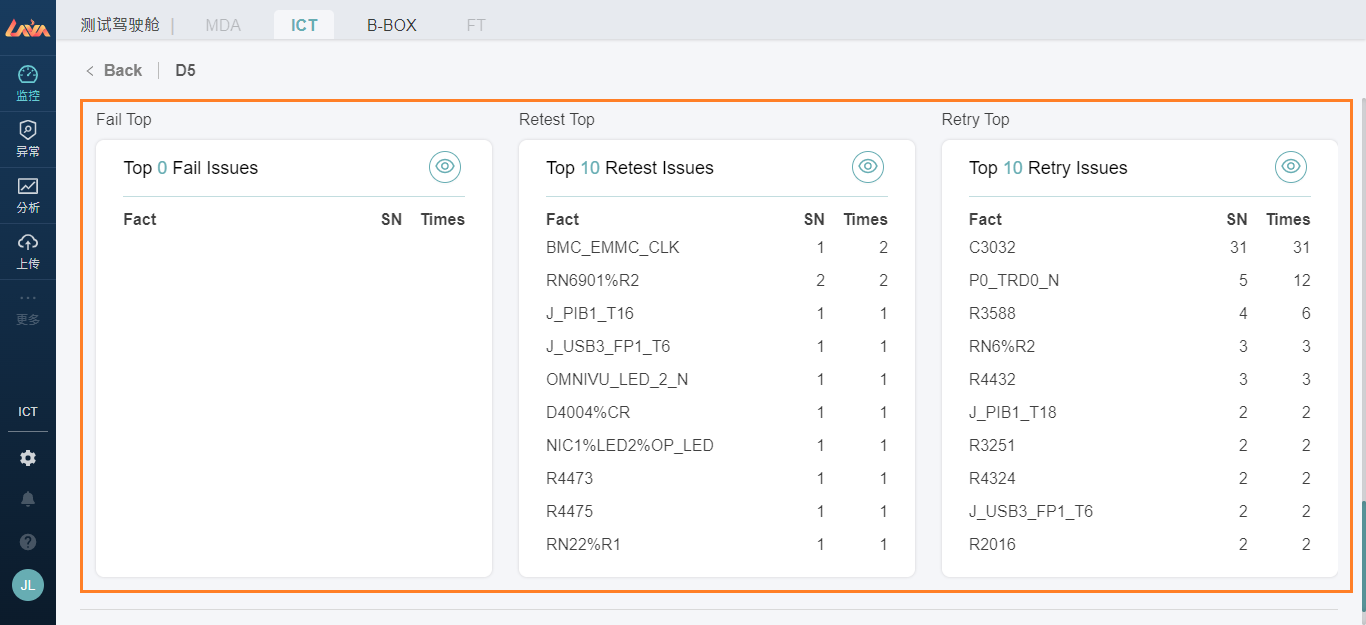 LAVA
测试驾驶舱 | MDA ICT B-BOX FT
监控
异常
分析
上传
更多
ICT
JL
< Back | D5
Fail Top
Top 0 Fail Issues
Fact SN Times
Retest Top
Top 10 Retest Issues
Fact SN Times
BMC_EMMC_CLK 1 2
RN6901%R2 2 2
J_PIB1_T16 1 1
J_USB3_FP1_T6 1 1
OMNIVU_LED_2_N 1 1
D4004%CR 1 1
NIC1%LED2%OP_LED 1 1
R4473 1 1
R4475 1 1
RN22%R1 1 1
Retry Top
Top 10 Retry Issues
Fact SN Times
C3032 31 31
P0_TRD0_N 5 12
R3588 4 6
RN6%R2 3 3
R4432 3 3
J_PIB1_T18 2 2
R3251 2 2
R4324 2 2
J_USB3_FP1_T6 2 2
R2016 2 2